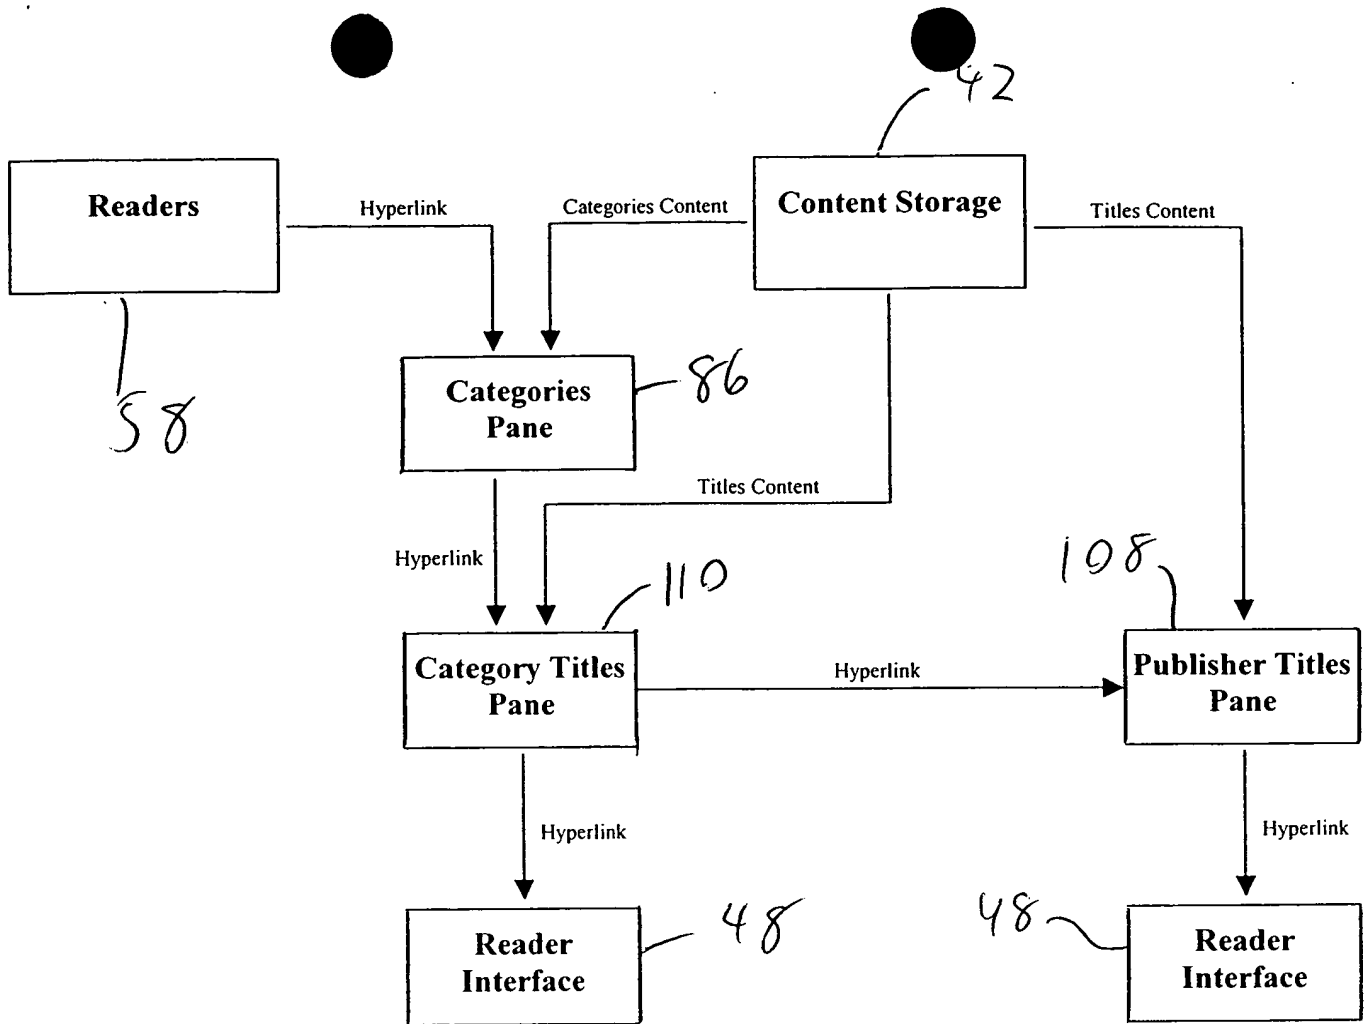 42
Readers
Hyperlink
Categories Content
Content Storage
Titles Content
58
Categories
Pane
86
Titles Content
Hyperlink
110
108
Category Titles
Pane
Hyperlink
Publisher Titles
Pane
Hyperlink
Hyperlink
Reader
Interface
48
48
Reader
Interface